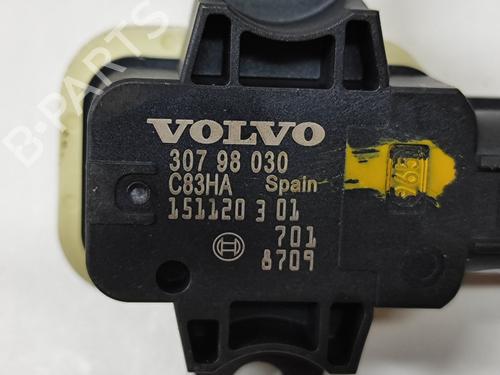 VOLVO
307 98 030
C83HA Spain
151120 3 01
701
8709
B-PARTS